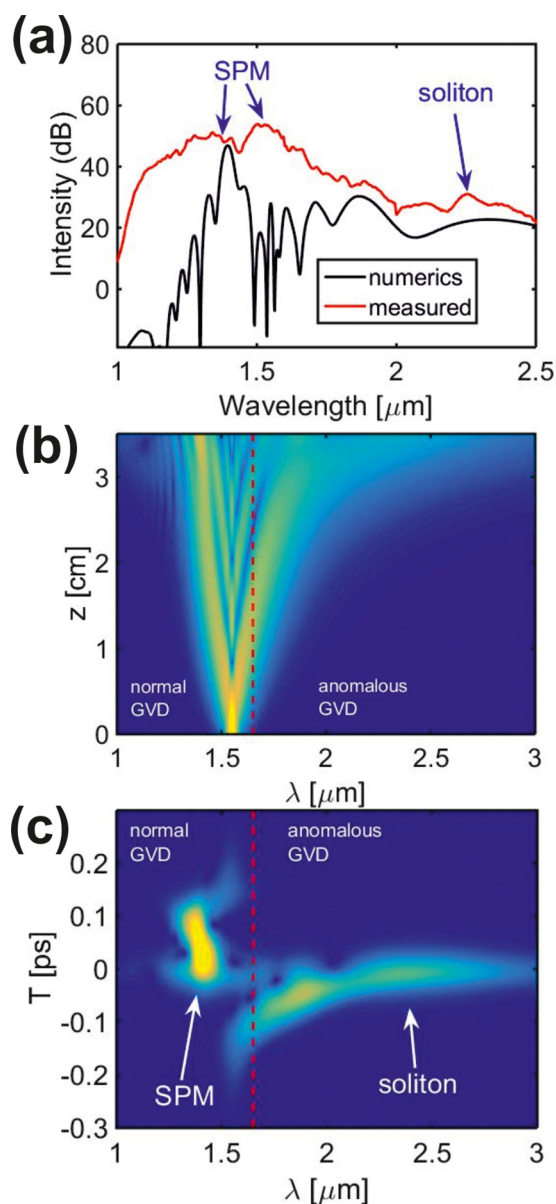 (a)
80
60
40
20
0
Intensity (dB)
SPM
soliton
numerics
measured
1 1.5 2 2.5
Wavelength [μm]
(b)
3
2
1
0
z [cm]
normal
GVD
anomalous
GVD
1 1.5 2 2.5 3
λ [μm]
(c)
normal
GVD
anomalous
GVD
0.2
0.1
0
-0.1
-0.2
-0.3
T [ps]
SPM
soliton
1 1.5 2 2.5 3
λ [μm]